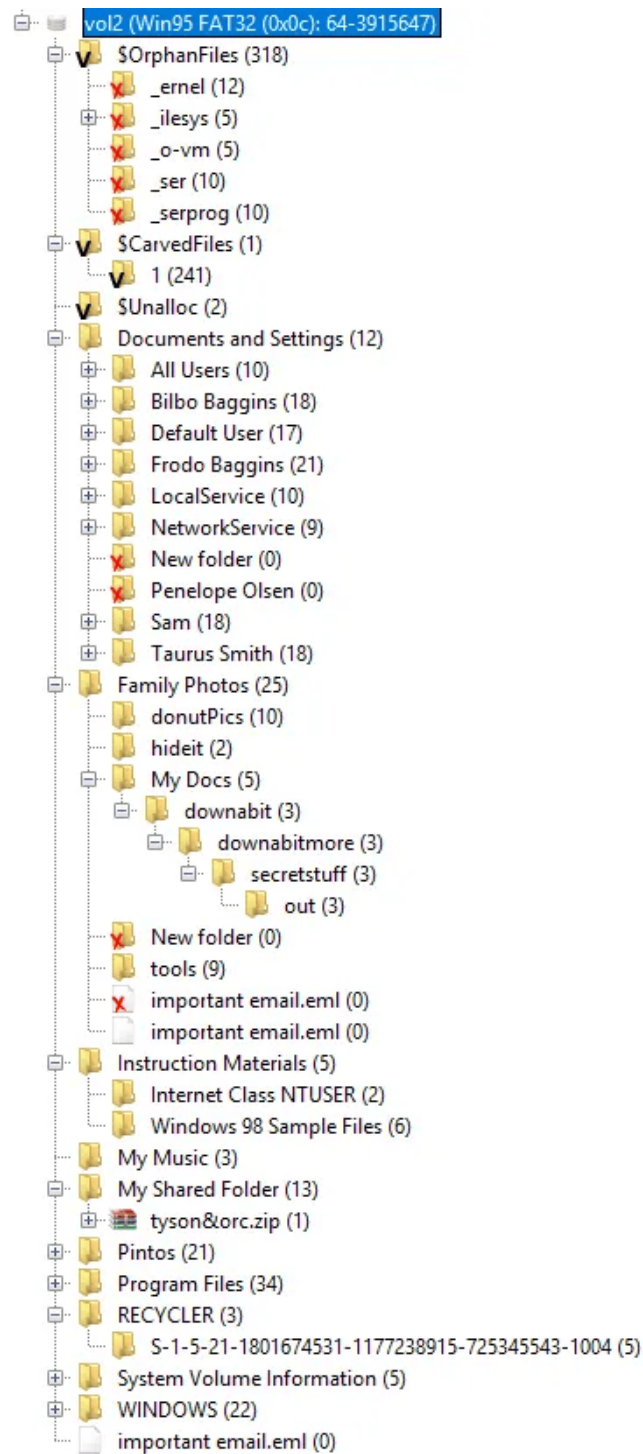 vol2 (Win95 FAT32 (0x0c): 64-3915647)
$OrphanFiles (318)
_ernel (12)
_ilesys (5)
_o-vm (5)
_ser (10)
_serprog (10)
$CarvedFiles (1)
1 (241)
$Unalloc (2)
Documents and Settings (12)
All Users (10)
Bilbo Baggins (18)
Default User (17)
Frodo Baggins (21)
LocalService (10)
NetworkService (9)
New folder (0)
Penelope Olsen (0)
Sam (18)
Taurus Smith (18)
Family Photos (25)
donutPics (10)
hideit (2)
My Docs (5)
downabit (3)
downabitmore (3)
secretstuff (3)
out (3)
New folder (0)
tools (9)
important email.eml (0)
important email.eml (0)
Instruction Materials (5)
Internet Class NTUSER (2)
Windows 98 Sample Files (6)
My Music (3)
My Shared Folder (13)
tyson&orc.zip (1)
Pintos (21)
Program Files (34)
RECYCLER (3)
S-1-5-21-1801674531-1177238915-725345543-1004 (5)
System Volume Information (5)
WINDOWS (22)
important email.eml (0)